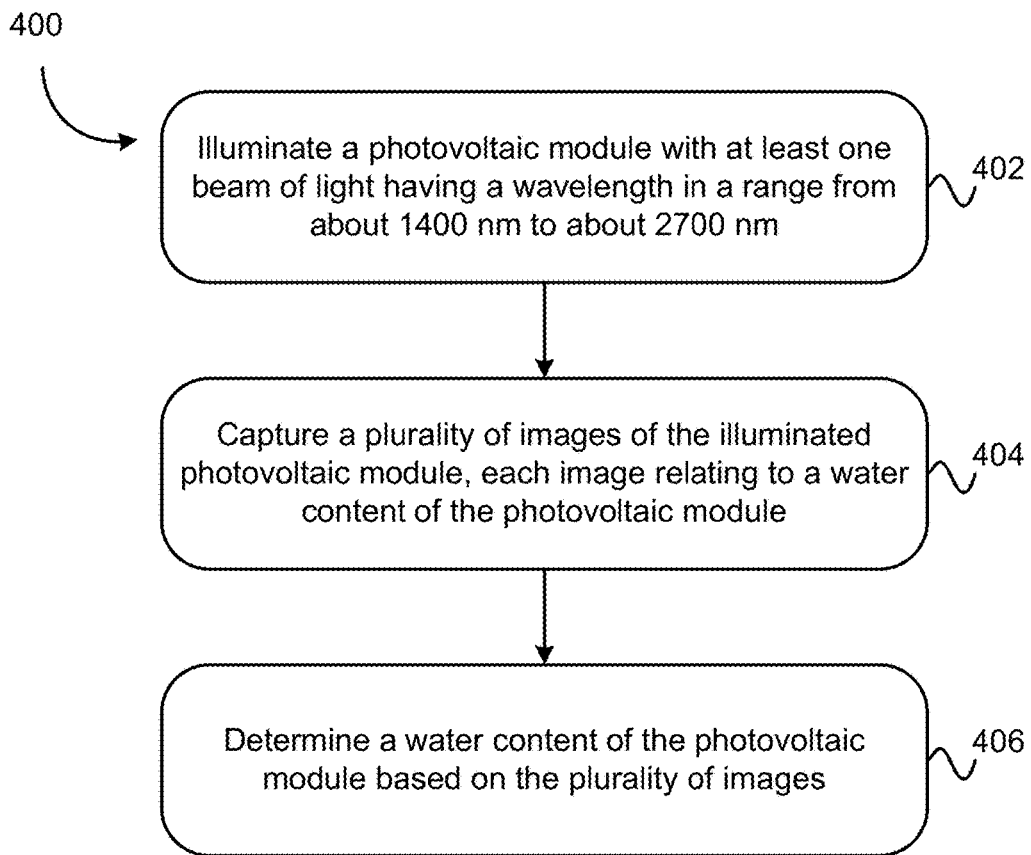 400
Illuminate a photovoltaic module with at least one
beam of light having a wavelength in a range from
about 1400 nm to about 2700 nm
402
Capture a plurality of images of the illuminated
photovoltaic module, each image relating to a water
content of the photovoltaic module
404
Determine a water content of the photovoltaic
module based on the plurality of images
406